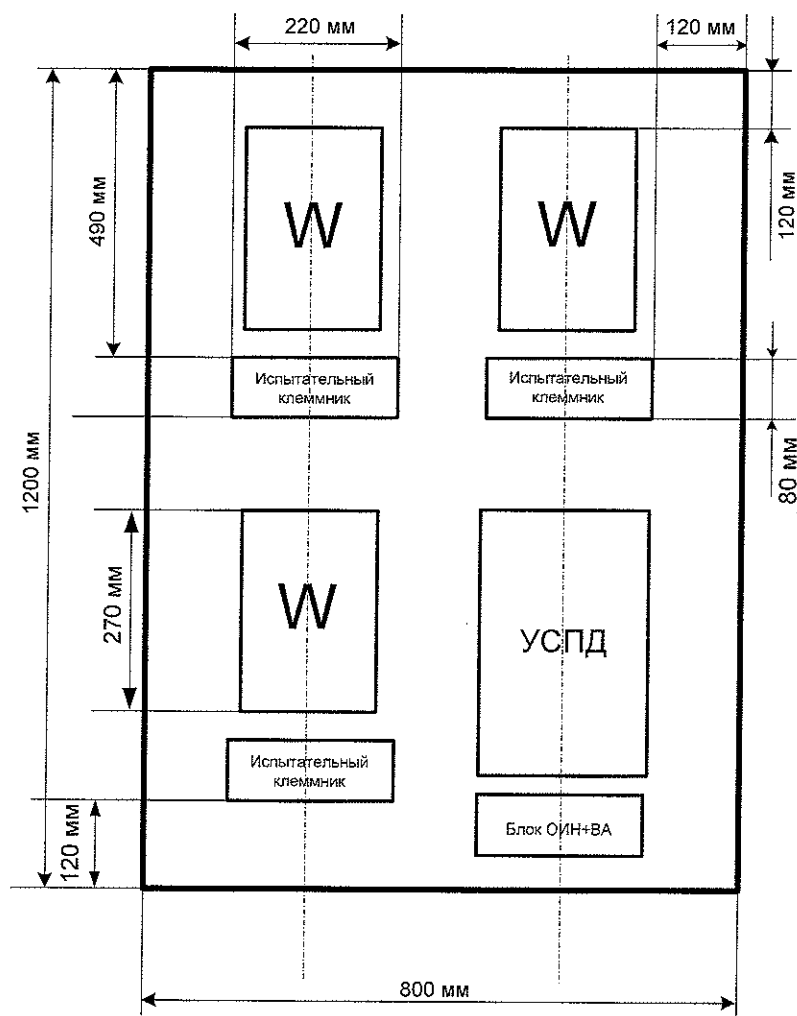 220 мм
120 мм
490 мм
W
W
120 мм
Испытательный
клеммник
Испытательный
клеммник
80 мм
1200 мм
270 мм
W
УСПД
Испытательный
клеммник
120 мм
Блок ОИН+ВА
800 мм